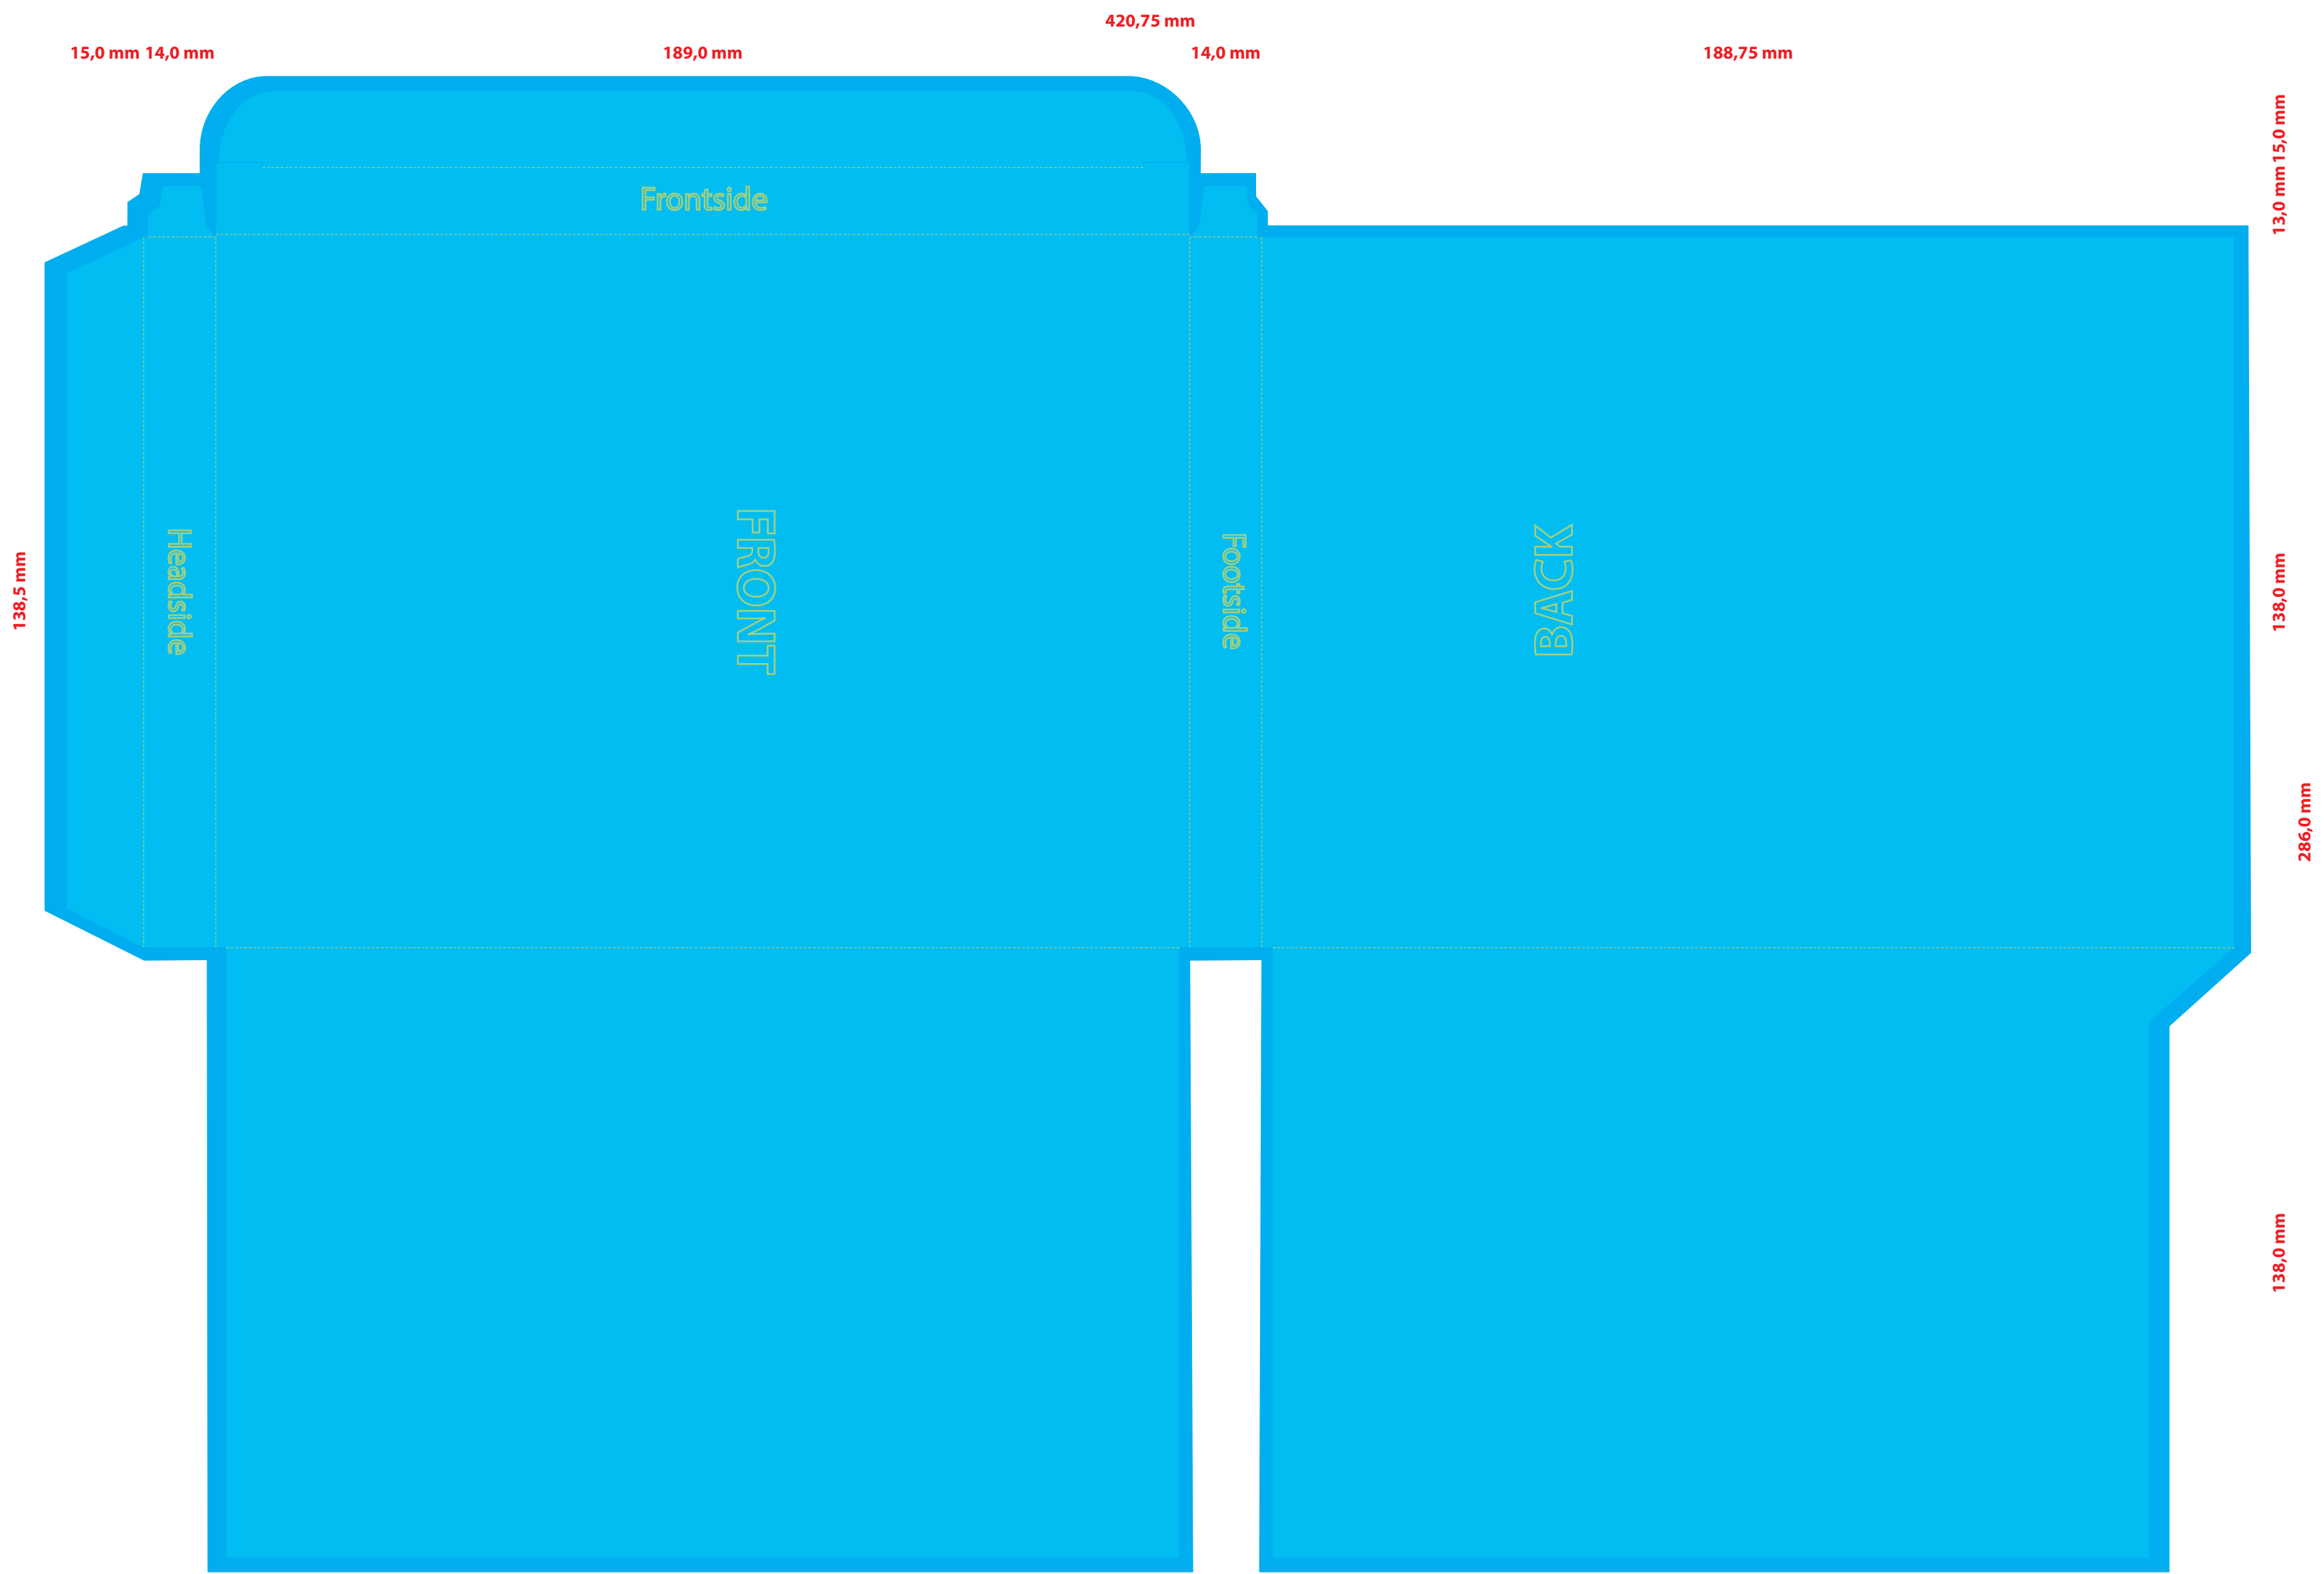 420,75 mm
15,0 mm
14,0 mm
189,0 mm
14,0 mm
188,75 mm
15,0 mm
13,0 mm
Frontside
138,5 mm
Headside
FRONT
Footside
BACK
138,0 mm
286,0 mm
138,0 mm